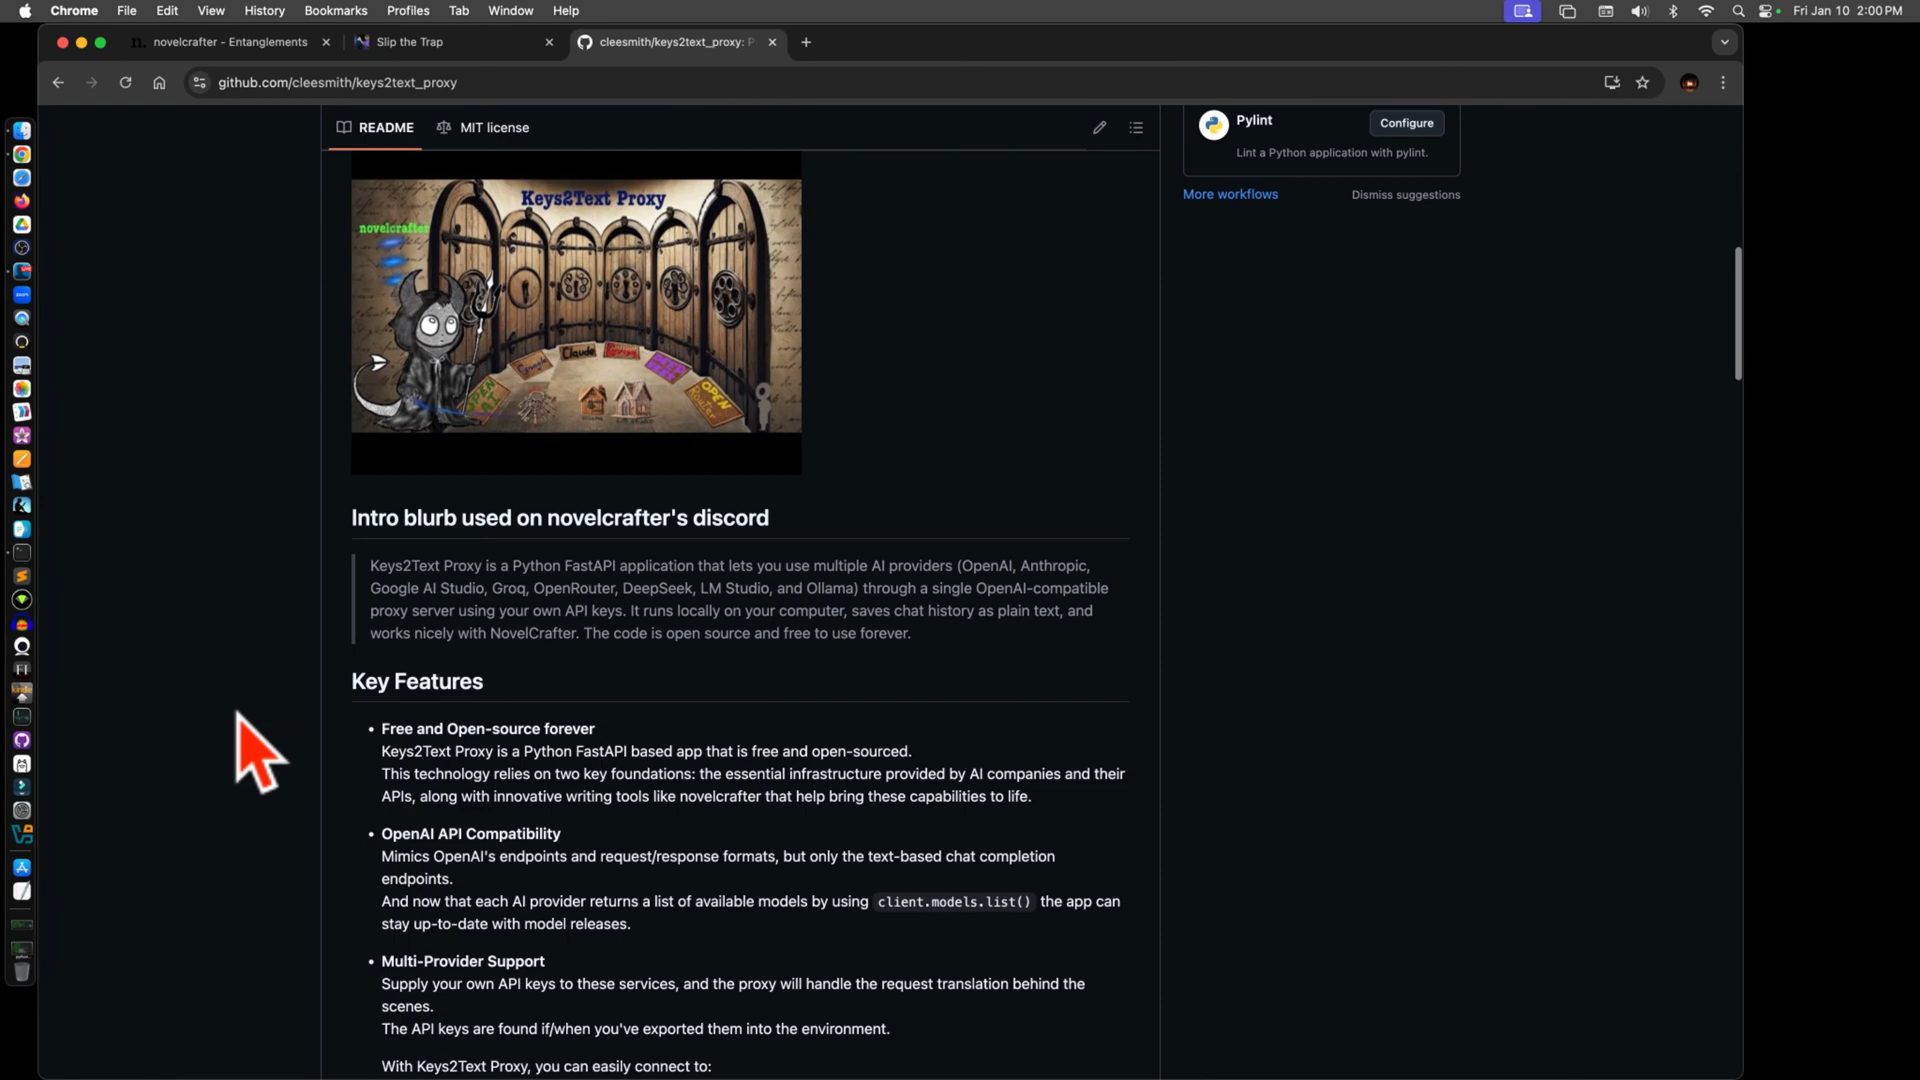 Chrome File Edit View History Bookmarks Profiles Tab Window Help Fri Jan 10 2:00 PM
novelcrafter - Entanglements Slip the Trap cleesmith/keys2text_proxy: P
github.com/cleesmith/keys2text_proxy
README MIT license
Pylint
Configure
Lint a Python application with pylint.
More workflows Dismiss suggestions
Keys2Text Proxy
novelcrafter
OPEN AI
Google
Claude
OPEN Router
Intro blurb used on novelcrafter's discord
Keys2Text Proxy is a Python FastAPI application that lets you use multiple AI providers (OpenAI, Anthropic,
Google AI Studio, Groq, OpenRouter, DeepSeek, LM Studio, and Ollama) through a single OpenAI-compatible
proxy server using your own API keys. It runs locally on your computer, saves chat history as plain text, and
works nicely with NovelCrafter. The code is open source and free to use forever.
Key Features
• Free and Open-source forever
Keys2Text Proxy is a Python FastAPI based app that is free and open-sourced.
This technology relies on two key foundations: the essential infrastructure provided by AI companies and their
APIs, along with innovative writing tools like novelcrafter that help bring these capabilities to life.
• OpenAI API Compatibility
Mimics OpenAI's endpoints and request/response formats, but only the text-based chat completion
endpoints.
And now that each AI provider returns a list of available models by using client.models.list() the app can
stay up-to-date with model releases.
• Multi-Provider Support
Supply your own API keys to these services, and the proxy will handle the request translation behind the
scenes.
The API keys are found if/when you've exported them into the environment.
With Keys2Text Proxy, you can easily connect to: